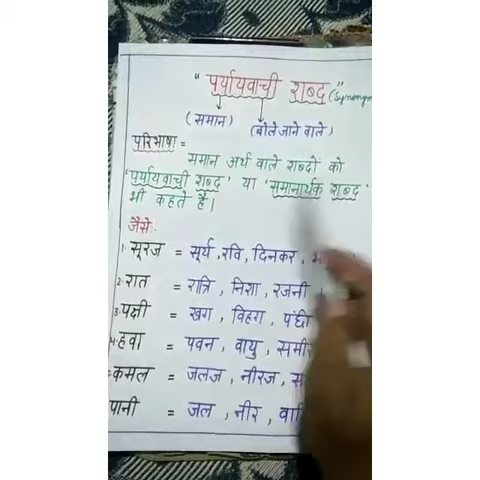 "पर्यायवाची शब्द"
(समान) (बोले जाने वाले)
परिभाषा =
समान अर्थ वाले शब्दों को
'पर्यायवाची शब्द' या 'समानार्थक शब्द'
भी कहते हैं।
जैसे:-
1. सूरज = सूर्य, रवि, दिनकर,
2. रात = रात्रि, निशा, रजनी
3. पक्षी = खग, विहग, पंछी
4. हवा = पवन, वायु,
कमल = जलज, नीरज,
पानी = जल, नीर,